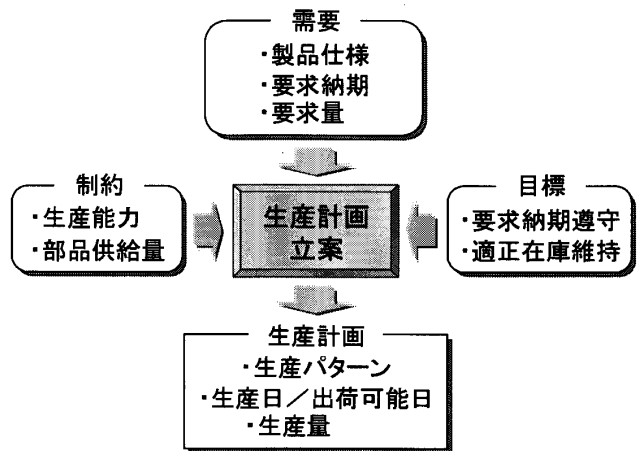 需要
・製品仕様
・要求納期
・要求量
制約
・生産能力
・部品供給量
生産計画
立案
目標
・要求納期遵守
・適正在庫維持
生産計画
・生産パターン
・生産日／出荷可能日
・生産量